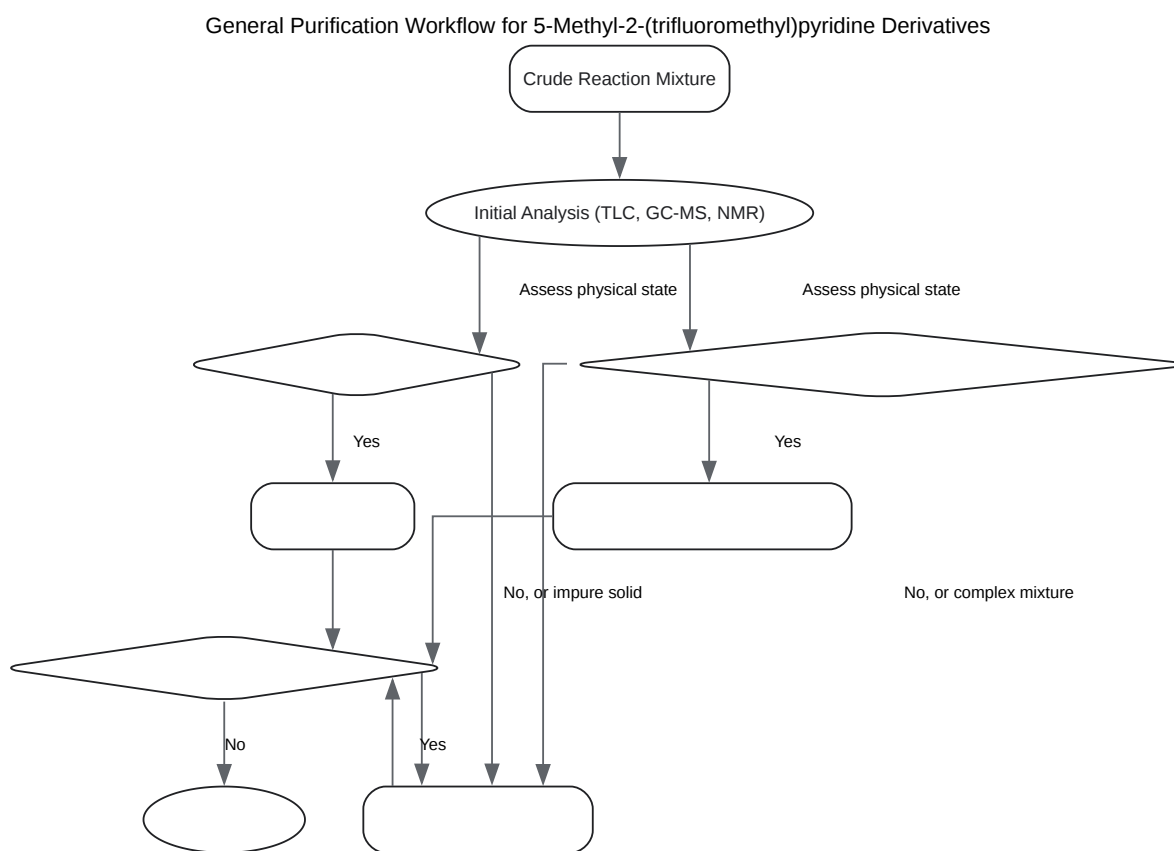 General Purification Workflow for 5-Methyl-2-(trifluoromethyl)pyridine Derivatives
Crude Reaction Mixture
Initial Analysis (TLC, GC-MS, NMR)
Assess physical state
Assess physical state
Yes
Yes
No, or impure solid
No, or complex mixture
No
Yes